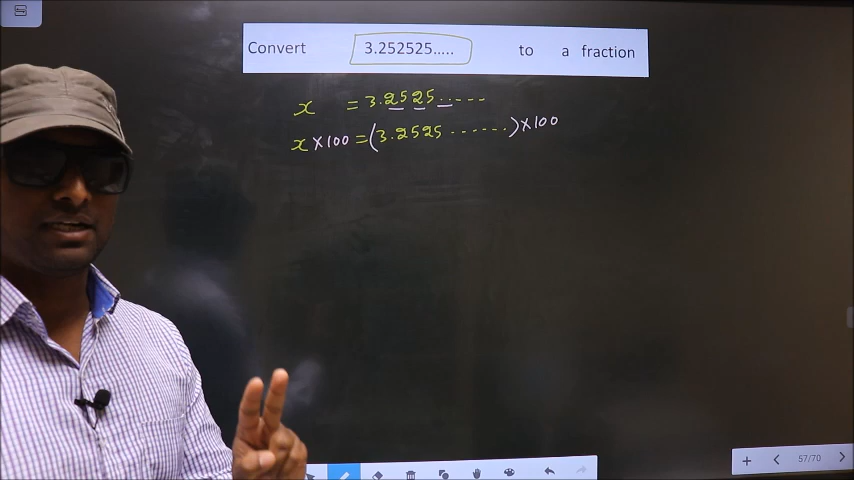 Convert 3.252525..... to a fraction
x = 3.2525......
x × 100 = (3.2525.......) × 100
57/70